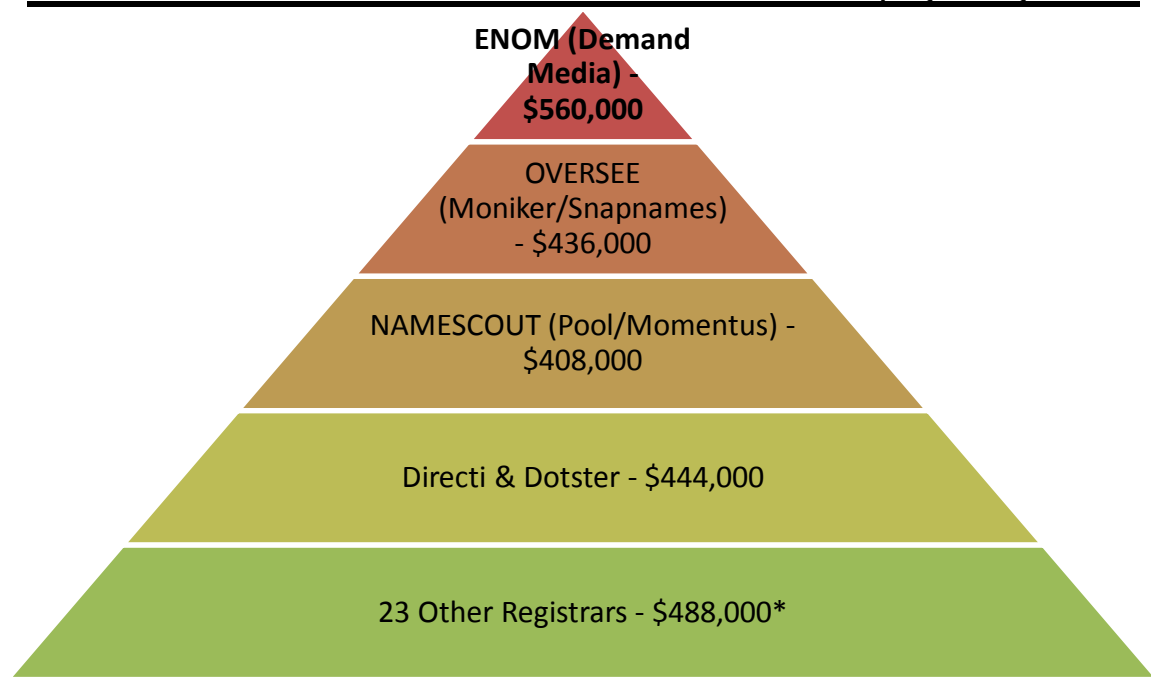 ENOM (Demand
Media) -
$560,000
OVERSEE
(Moniker/Snapnames)
- $436,000
NAMESCOUT (Pool/Momentus) -
$408,000
Directi & Dotster - $444,000
23 Other Registrars - $488,000*